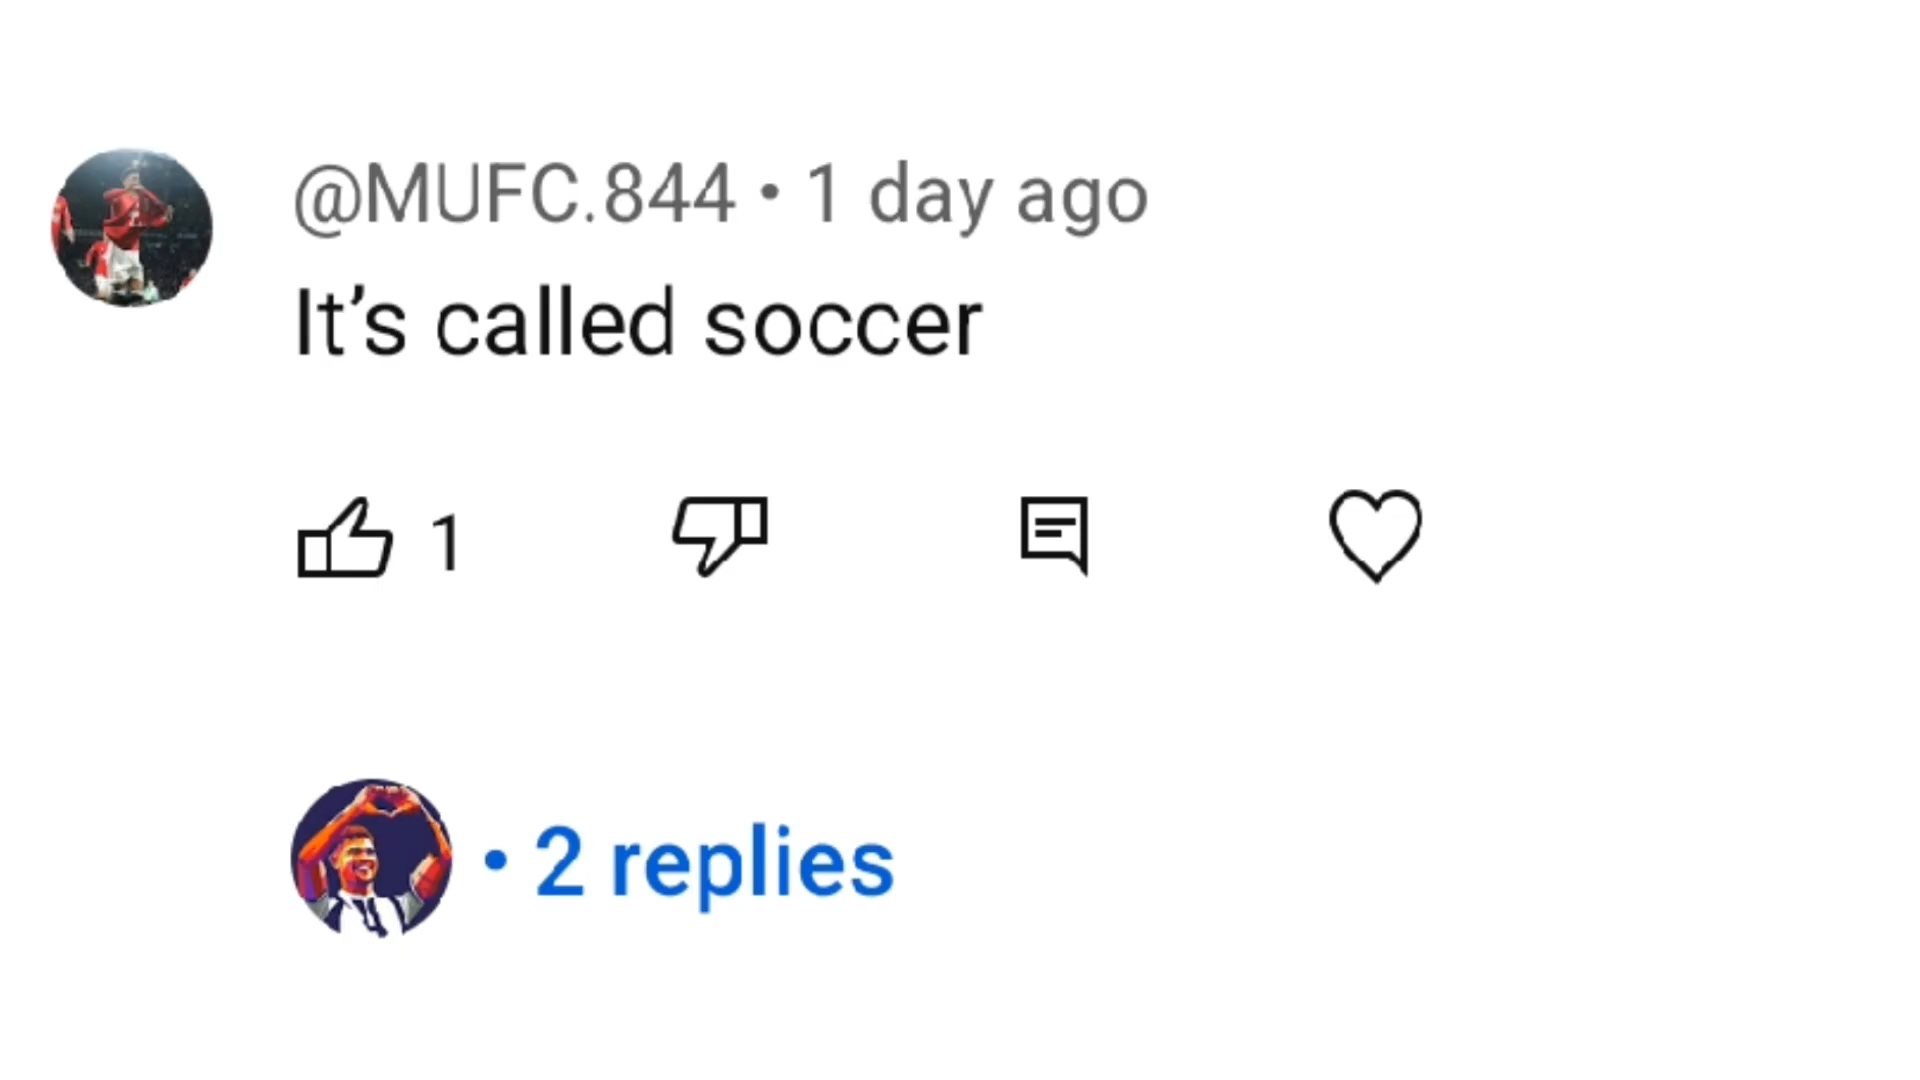 @MUFC.844 • 1 day ago
It’s called soccer
1
• 2 replies